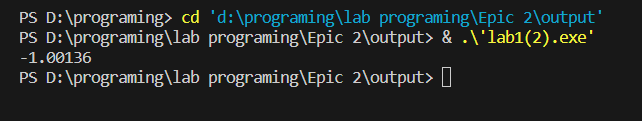 PS D:\programing> cd 'd:\programing\lab programing\Epic 2\output'
PS D:\programing\lab programing\Epic 2\output> & .\'lab1(2).exe'
-1.00136
PS D:\programing\lab programing\Epic 2\output>